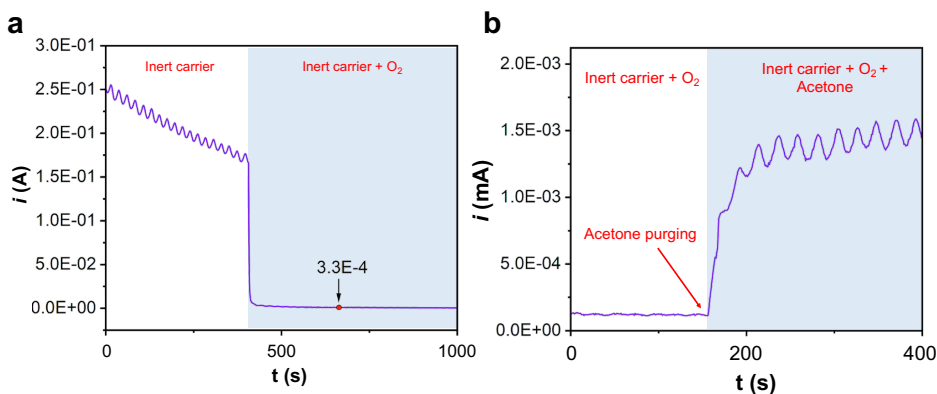 a
3.0E-01
2.5E-01
2.0E-01
1.5E-01
1.0E-01
5.0E-02
0.0E+00
i (A)
Inert carrier
Inert carrier + O₂
3.3E-4
0
500
1000
t (s)
b
2.0E-03
1.5E-03
1.0E-03
5.0E-04
0.0E+00
i (mA)
Inert carrier + O₂
Inert carrier + O₂ +
Acetone
Acetone purging
0
200
400
t (s)